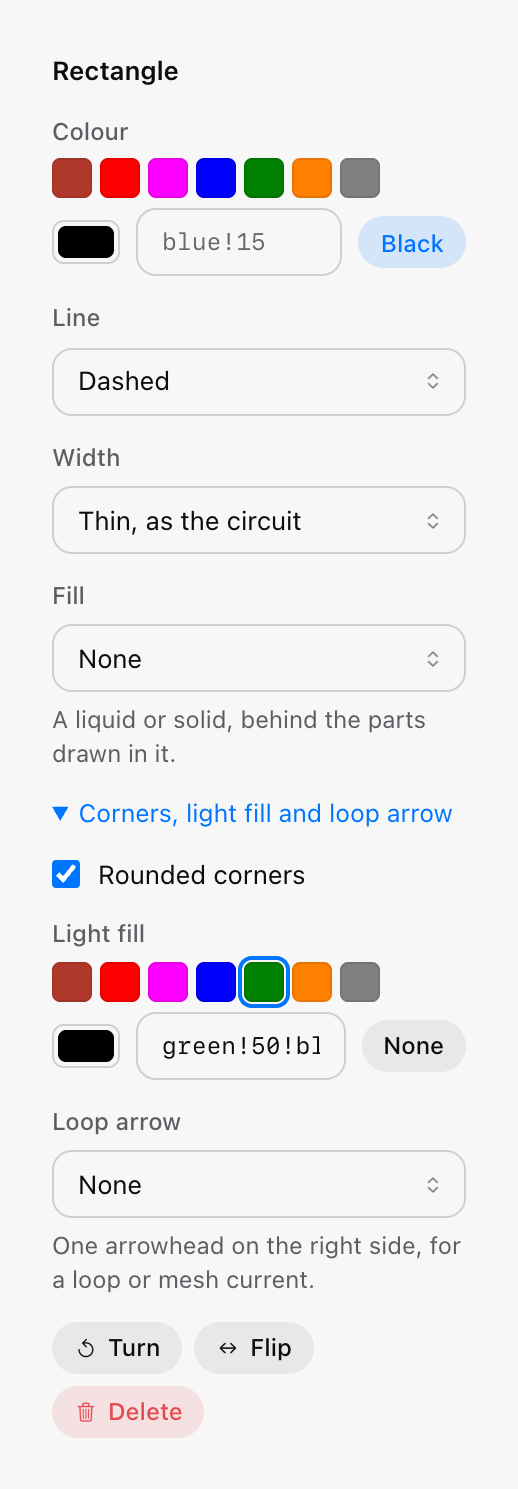 Rectangle
Colour
blue!15
Black
Line
Dashed
Width
Thin, as the circuit
Fill
None
A liquid or solid, behind the parts
drawn in it.
Corners, light fill and loop arrow
Rounded corners
Light fill
green!50!bl
None
Loop arrow
None
One arrowhead on the right side, for
a loop or mesh current.
Turn
Flip
Delete